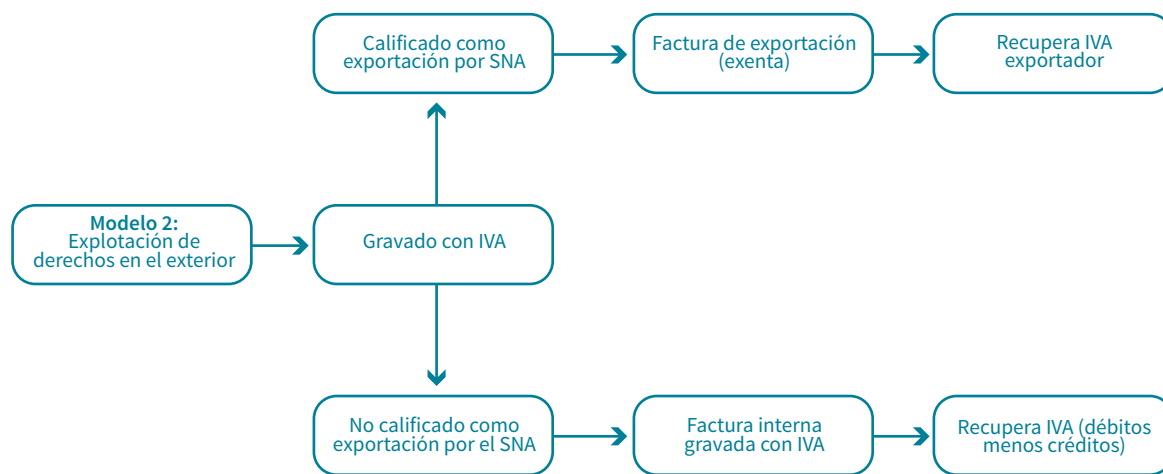 Calificado como
exportación por SNA
Factura de exportación
(exenta)
Recupera IVA
exportador
Modelo 2:
Explotación de
derechos en el exterior
Gravado con IVA
No calificado como
exportación por el SNA
Factura interna
gravada con IVA
Recupera IVA (débitos
menos créditos)